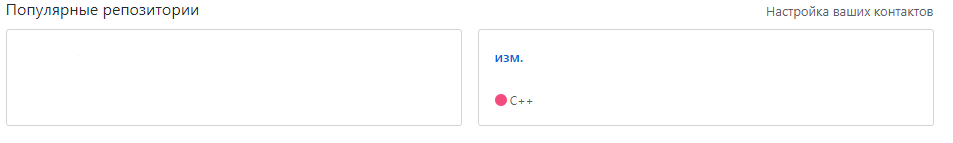 Популярные репозитории
Настройка ваших контактов
изм.
C++